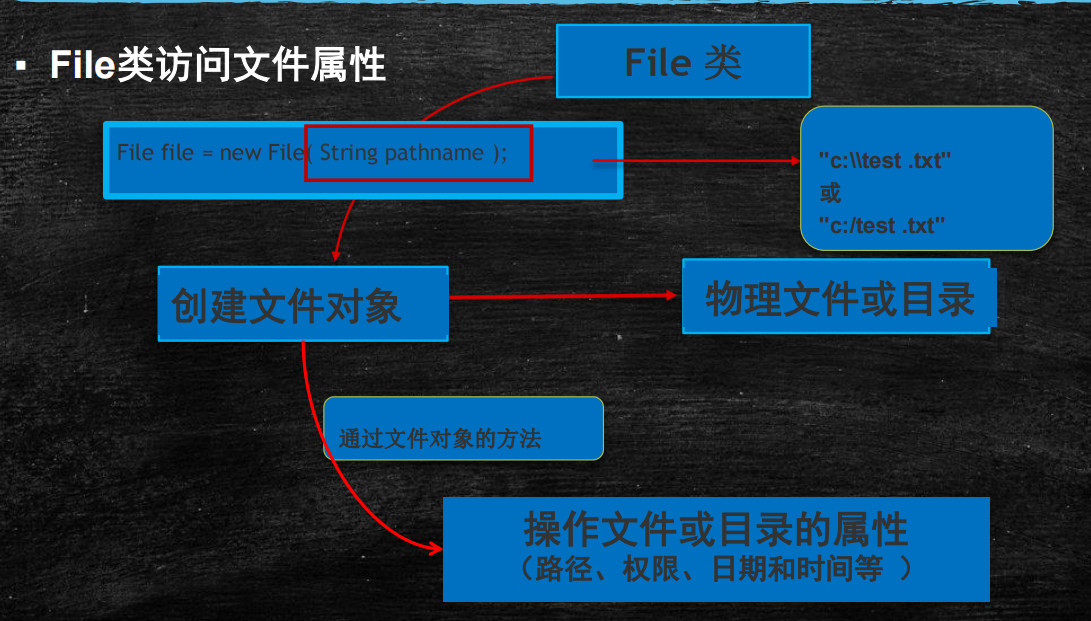 ▪ File类访问文件属性
File 类
File file = new File( String pathname );
"c:\\test .txt"
或
"c:/test .txt"
创建文件对象
物理文件或目录
通过文件对象的方法
操作文件或目录的属性
（路径、权限、日期和时间等 ）